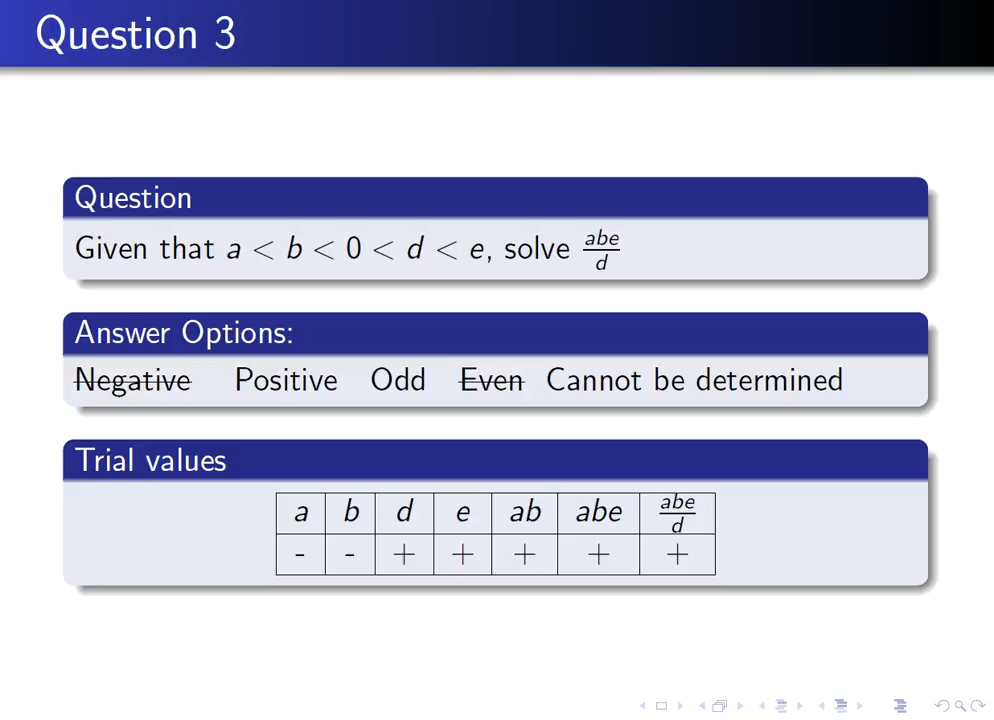 Question 3
Question
Given that a < b < 0 < d < e, solve abe/d
Answer Options:
Negative Positive Odd Even Cannot be determined
Trial values
a b d e ab abe abe/d
- - + + + + +